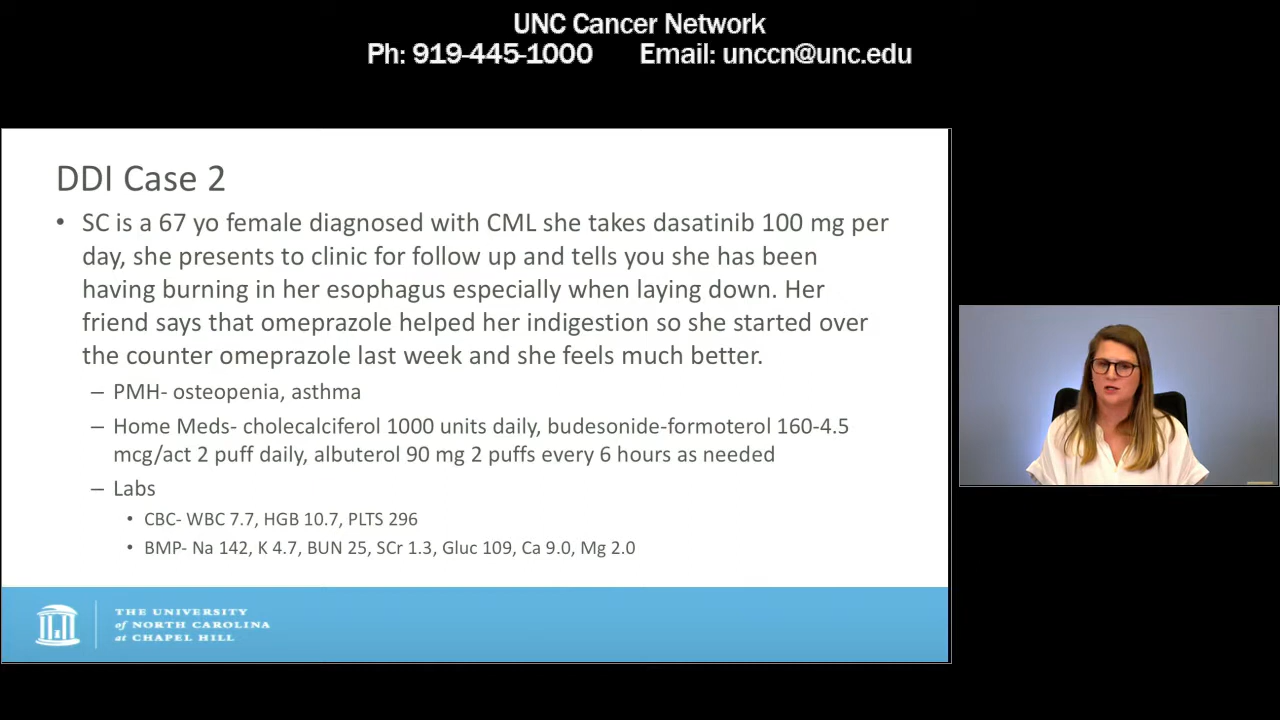 UNC Cancer Network
Ph: 919-445-1000 Email: unccn@unc.edu
DDI Case 2
• SC is a 67 yo female diagnosed with CML she takes dasatinib 100 mg per
day, she presents to clinic for follow up and tells you she has been
having burning in her esophagus especially when laying down. Her
friend says that omeprazole helped her indigestion so she started over
the counter omeprazole last week and she feels much better.
– PMH- osteopenia, asthma
– Home Meds- cholecalciferol 1000 units daily, budesonide-formoterol 160-4.5
mcg/act 2 puff daily, albuterol 90 mg 2 puffs every 6 hours as needed
– Labs
• CBC- WBC 7.7, HGB 10.7, PLTS 296
• BMP- Na 142, K 4.7, BUN 25, SCr 1.3, Gluc 109, Ca 9.0, Mg 2.0
THE UNIVERSITY
of NORTH CAROLINA
at CHAPEL HILL